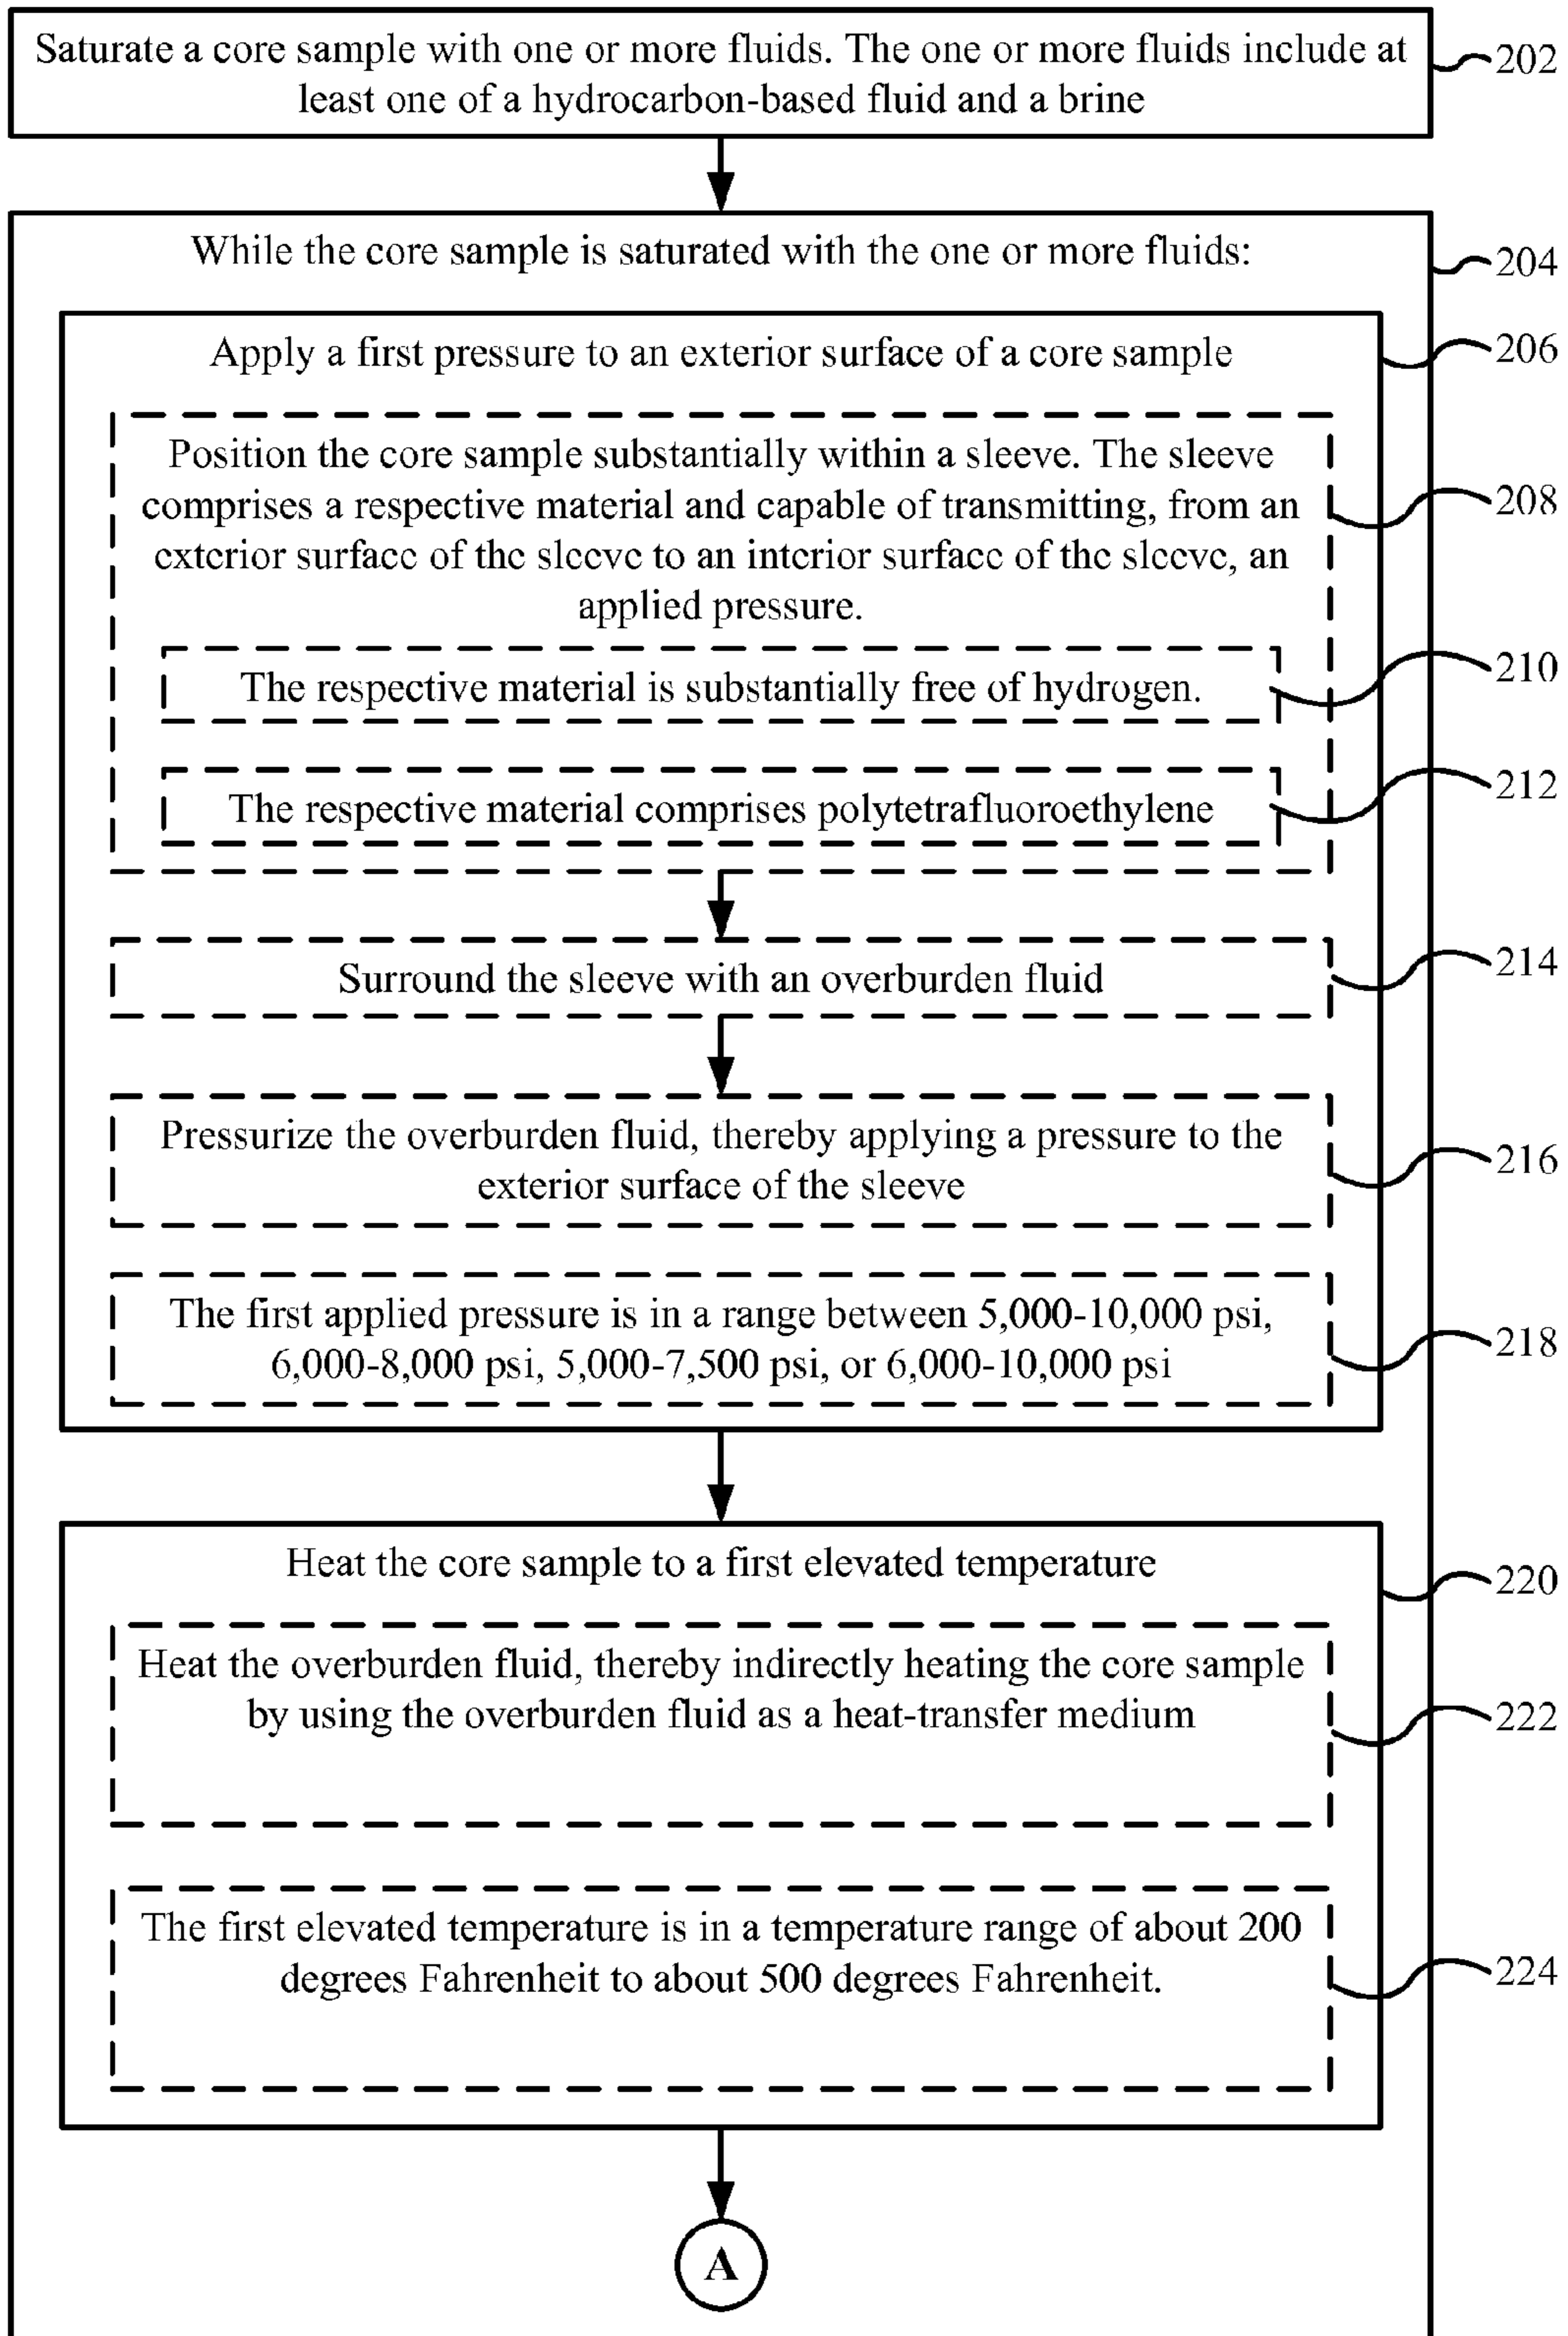 Saturate a core sample with one or more fluids. The one or more fluids include at
least one of a hydrocarbon-based fluid and a brine
202
While the core sample is saturated with the one or more fluids:
204
Apply a first pressure to an exterior surface of a core sample
206
Position the core sample substantially within a sleeve. The sleeve
comprises a respective material and capable of transmitting, from an
exterior surface of the sleeve to an interior surface of the sleeve, an
applied pressure.
208
The respective material is substantially free of hydrogen.
210
The respective material comprises polytetrafluoroethylene
212
Surround the sleeve with an overburden fluid
214
Pressurize the overburden fluid, thereby applying a pressure to the
exterior surface of the sleeve
216
The first applied pressure is in a range between 5,000-10,000 psi,
6,000-8,000 psi, 5,000-7,500 psi, or 6,000-10,000 psi
218
Heat the core sample to a first elevated temperature
220
Heat the overburden fluid, thereby indirectly heating the core sample
by using the overburden fluid as a heat-transfer medium
222
The first elevated temperature is in a temperature range of about 200
degrees Fahrenheit to about 500 degrees Fahrenheit.
224
A